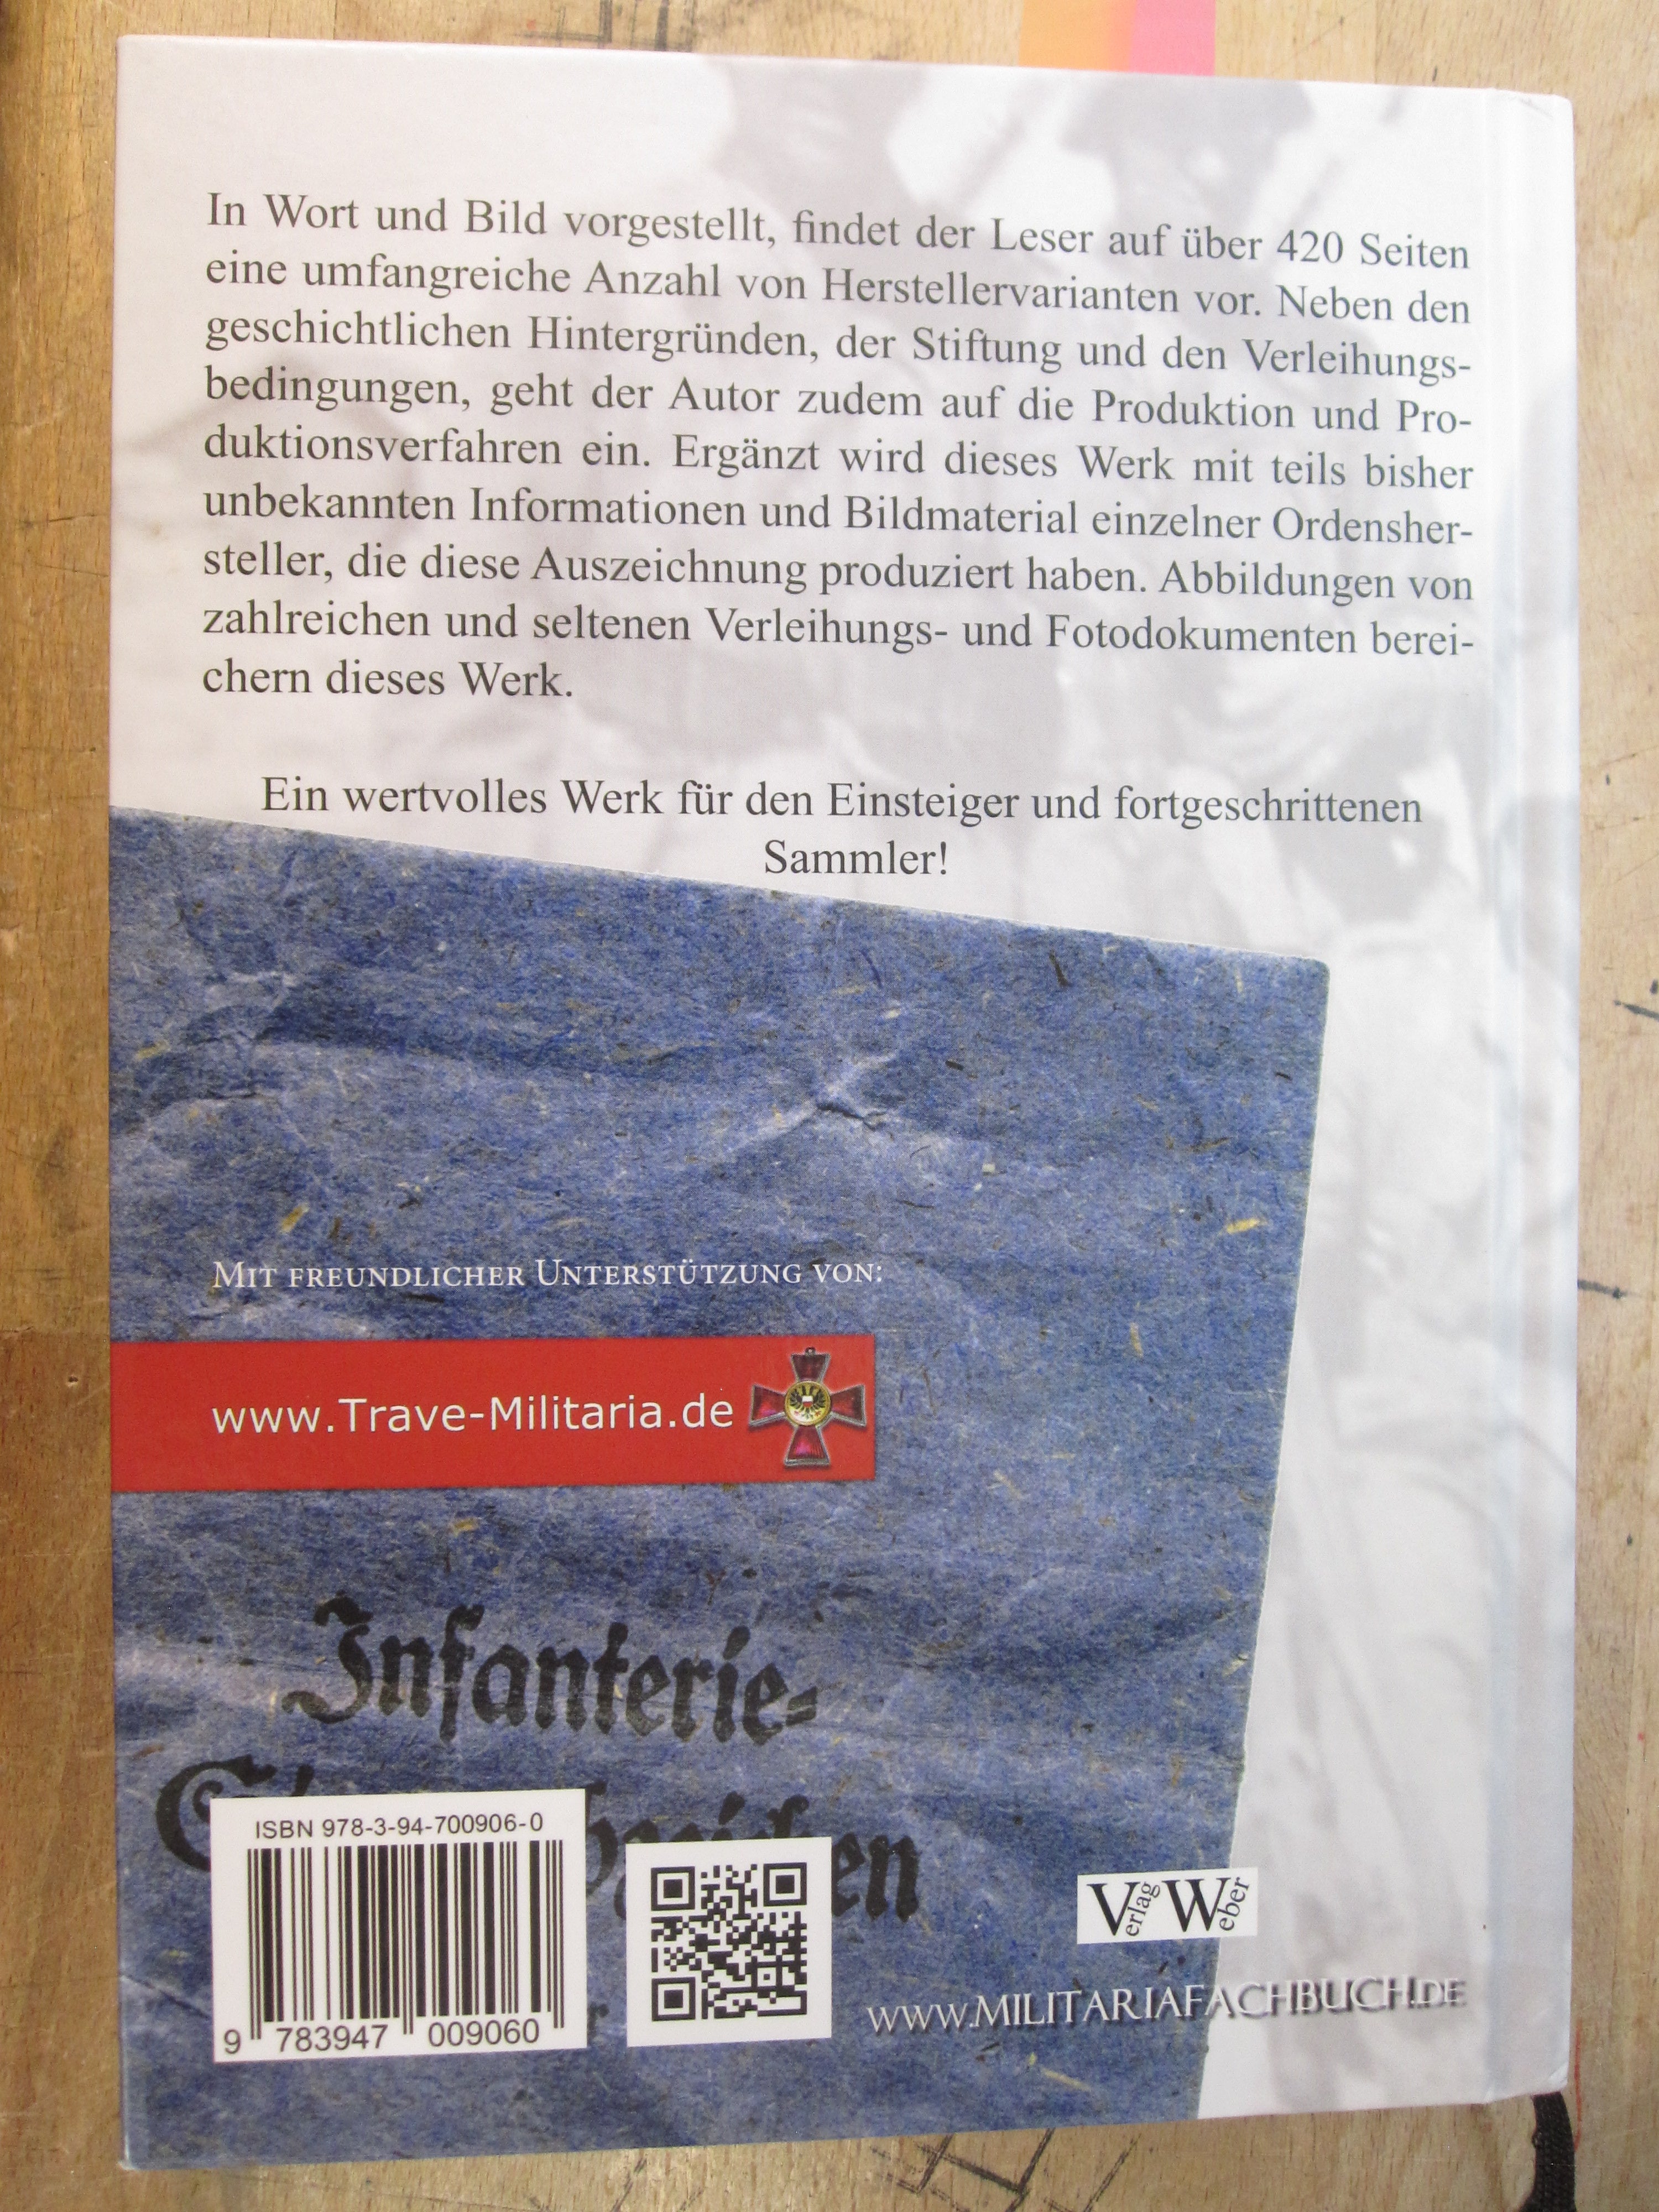 In Wort und Bild vorgestellt, findet der Leser auf über 420 Seiten
eine umfangreiche Anzahl von Herstellervarianten vor. Neben den
geschichtlichen Hintergründen, der Stiftung und den Verleihungs-
bedingungen, geht der Autor zudem auf die Produktion und Pro-
duktionsverfahren ein. Ergänzt wird dieses Werk mit teils bisher
unbekannten Informationen und Bildmaterial einzelner Ordensher-
steller, die diese Auszeichnung produziert haben. Abbildungen von
zahlreichen und seltenen Verleihungs- und Fotodokumenten berei-
chern dieses Werk.
Ein wertvolles Werk für den Einsteiger und fortgeschrittenen
Sammler!
MIT FREUNDLICHER UNTERSTÜTZUNG VON:
www.Trave-Militaria.de
Infanterie-
ISBN 978-3-94-700906-0
9 783947 009060
Verlag Weber
WWW.MILITARIAFACHBUCH.DE